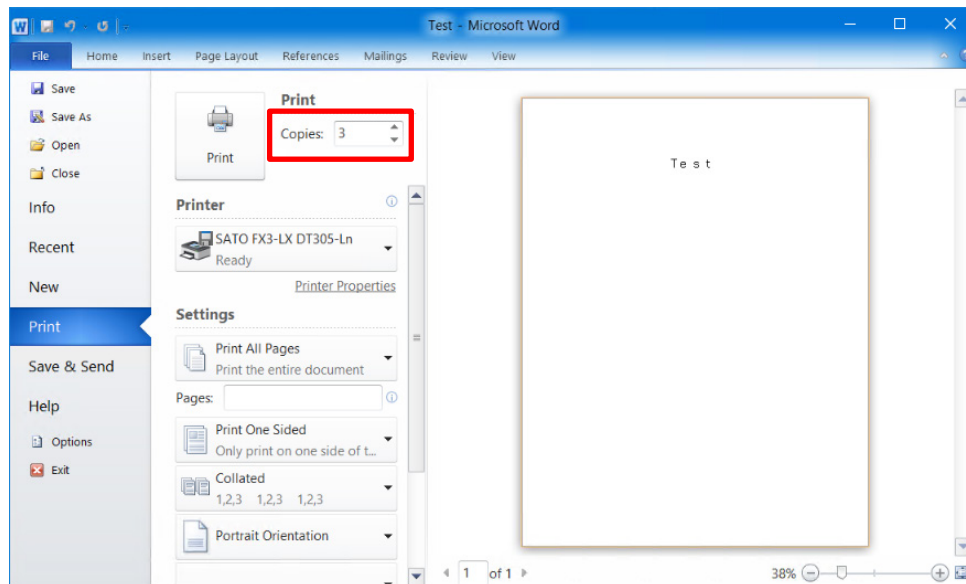 Test - Microsoft Word
File Home Insert Page Layout References Mailings Review View
Save
Save As
Open
Close
Info
Recent
New
Print
Save & Send
Help
Options
Exit
Print
Print
Copies: 3
Printer
SATO FX3-LX DT305-Ln
Ready
Printer Properties
Settings
Print All Pages
Print the entire document
Pages:
Print One Sided
Only print on one side of t...
Collated
1,2,3 1,2,3 1,2,3
Portrait Orientation
Test
1 of 1
38%